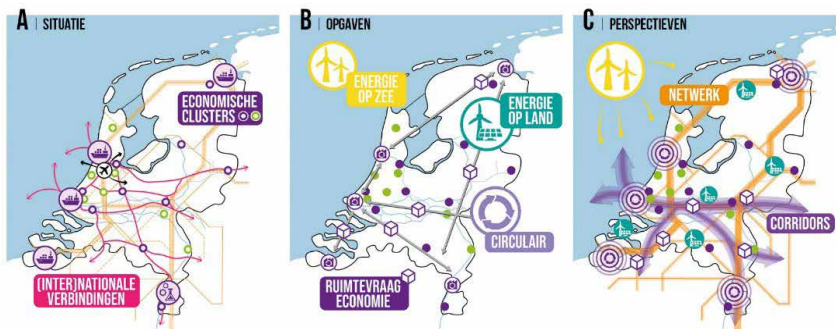 A | SITUATIE
ECONOMISCHE
CLUSTERS
(INTER)NATIONALE
VERBINDINGEN
B | OPGAVEN
ENERGIE
OP ZEE
ENERGIE
OP LAND
CIRCULAIR
RUIMTEVRAAG
ECONOMIE
C | PERSPECTIEVEN
NETWERK
CORRIDORS